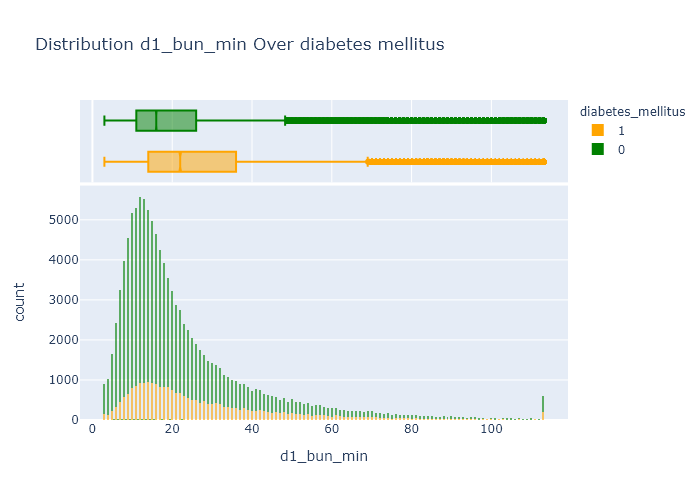 Distribution d1_bun_min Over diabetes mellitus
diabetes_mellitus
1
0
5000
4000
3000
2000
1000
0
count
0 20 40 60 80 100
d1_bun_min